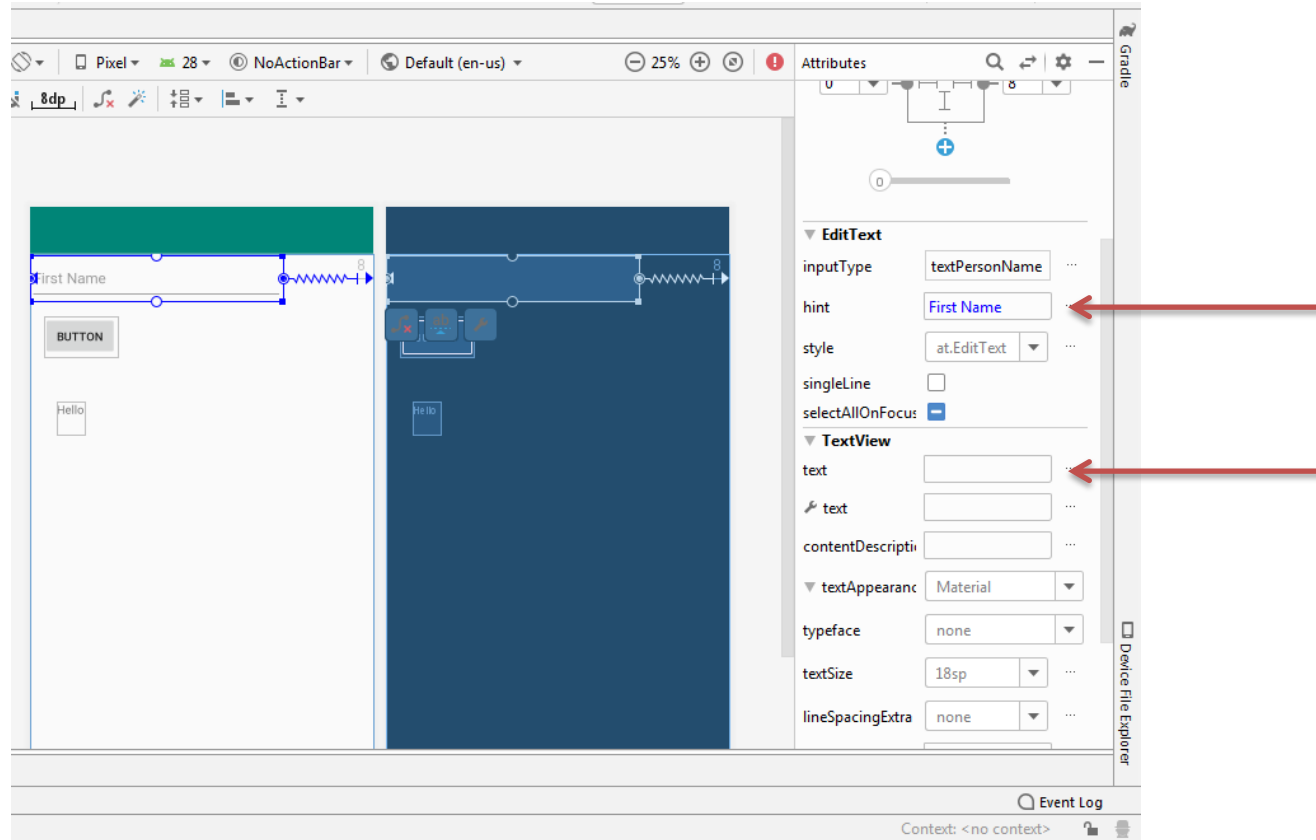 Pixel 28 NoActionBar Default (en-us) 25%
8dp
First Name 8
BUTTON
Hello
8
Hello
Attributes
0 8
0
EditText
inputType textPersonName ...
hint First Name
style at.EditText ...
singleLine
selectAllOnFocus
TextView
text
text ...
contentDescripti ...
textAppearanc Material
typeface none
textSize 18sp ...
lineSpacingExtra none ...
Gradle
Device File Explorer
Event Log
Context: <no context>